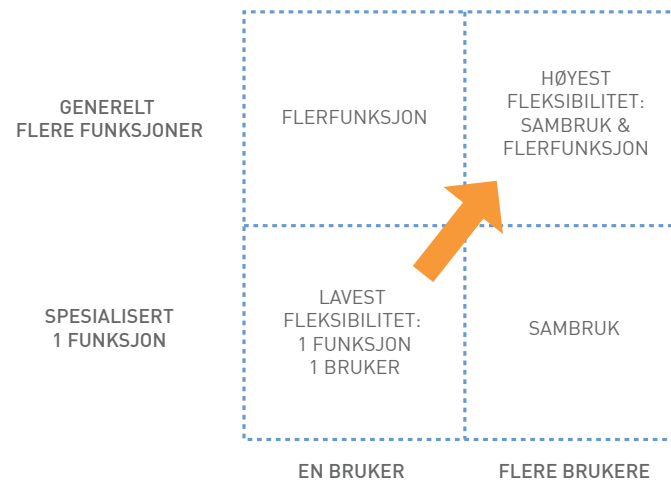 GENERELT
FLERE FUNKSJONER
FLERFUNKSJON
HØYEST
FLEKSIBILITET:
SAMBRUK &
FLERFUNKSJON
SPESIALISERT
1 FUNKSJON
LAVEST
FLEKSIBILITET:
1 FUNKSJON
1 BRUKER
SAMBRUK
EN BRUKER
FLERE BRUKERE